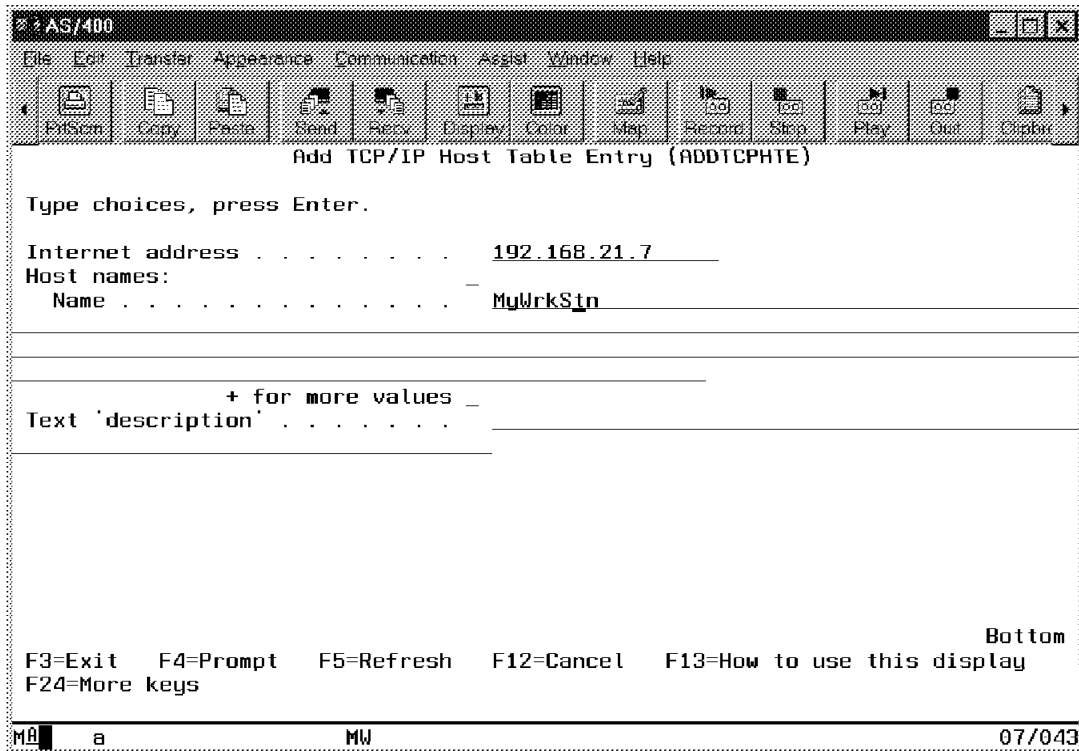 AS/400
File Edit Transfer Appearance Communication Assist Window Help
PrtScrn Copy Paste Send Recv Display Color Map Record Stop Play Quit Clipbrd
Add TCP/IP Host Table Entry (ADDTCPHTE)
Type choices, press Enter.
Internet address . . . . . . . . 192.168.21.7
Host names: _
Name . . . . . . . . . . . . . MyWrkStn
+ for more values _
Text 'description' . . . . . . .
Bottom
F3=Exit F4=Prompt F5=Refresh F12=Cancel F13=How to use this display
F24=More keys
MA a MW 07/043